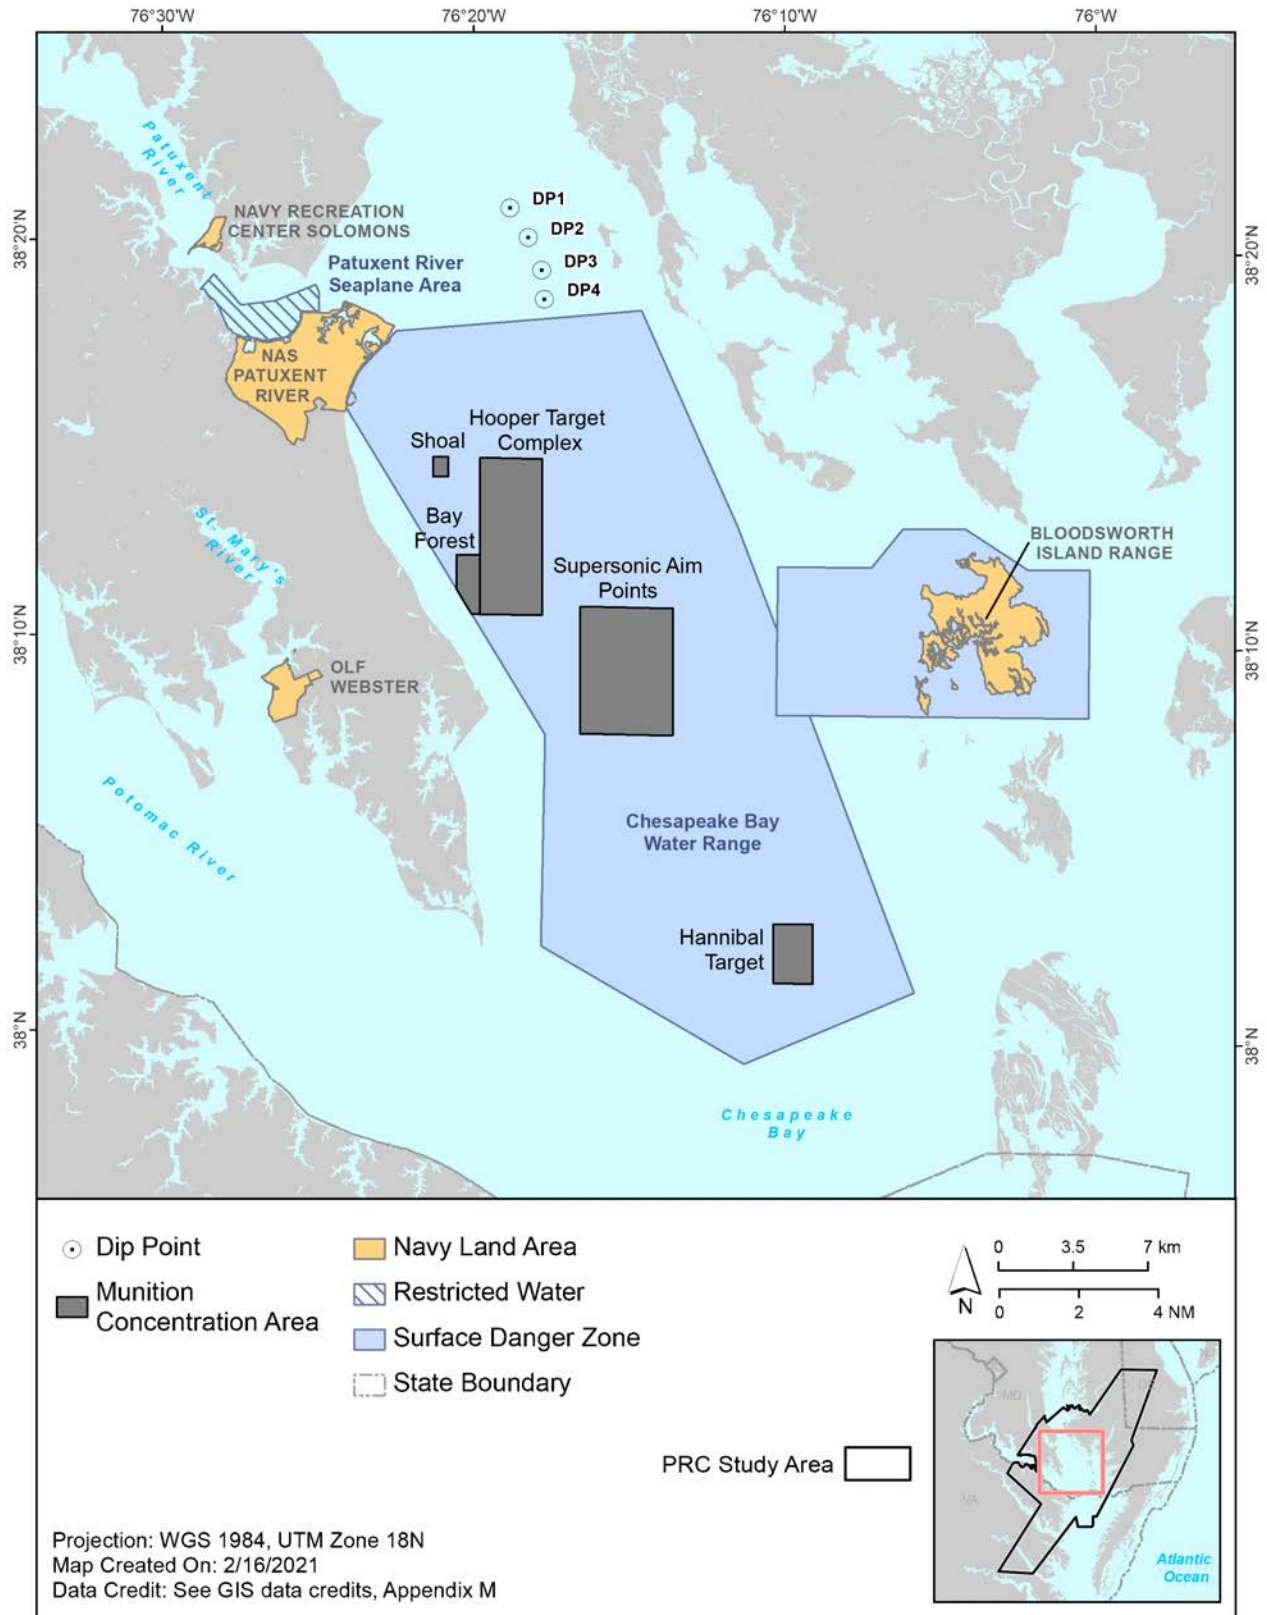 76°30'W
76°20'W
76°10'W
76°W
Patuxent
River
NAVY RECREATION
CENTER SOLOMONS
DP1
DP2
DP3
DP4
38°20'N
38°20'N
Patuxent River
Seaplane Area
NAS
PATUXENT
RIVER
Hooper Target
Complex
Shoal
Bay
Forest
St. Mary's
River
Supersonic Aim
Points
BLOODSWORTH
ISLAND RANGE
38°10'N
38°10'N
OLF
WEBSTER
Potomac River
Chesapeake Bay
Water Range
Hannibal
Target
38°N
38°N
Chesapeake
Bay
Dip Point
Munition
Concentration Area
Navy Land Area
Restricted Water
Surface Danger Zone
State Boundary
N
0 3.5 7 km
0 2 4 NM
PRC Study Area
MD
VA
Atlantic
Ocean
Projection: WGS 1984, UTM Zone 18N
Map Created On: 2/16/2021
Data Credit: See GIS data credits, Appendix M